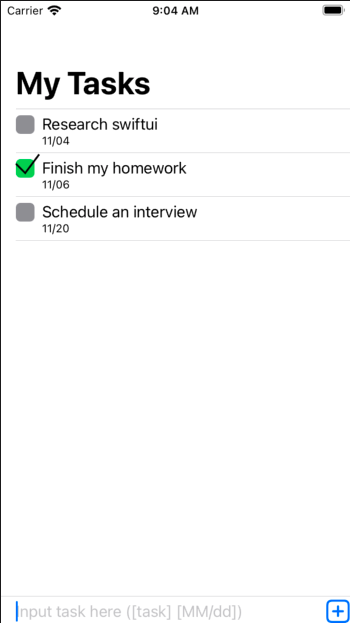 Carrier 9:04 AM
My Tasks
Research swiftui
11/04
Finish my homework
11/06
Schedule an interview
11/20
Input task here ([task] [MM/dd])